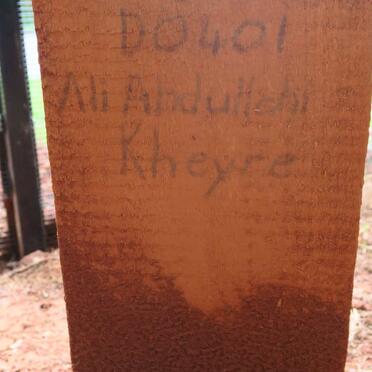 D0401
Ali Abdullahi
Kheyre